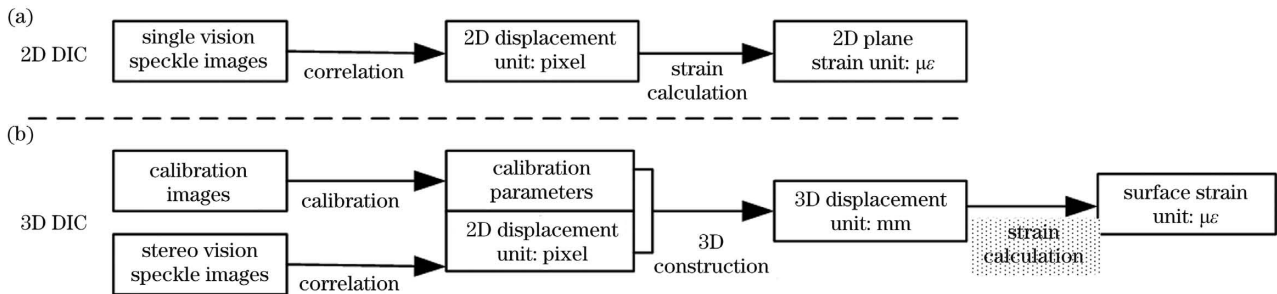 (a)
2D DIC
single vision
speckle images
correlation
2D displacement
unit: pixel
strain
calculation
2D plane
strain unit: με
(b)
3D DIC
calibration
images
calibration
calibration
parameters
stereo vision
speckle images
correlation
2D displacement
unit: pixel
3D
construction
3D displacement
unit: mm
strain
calculation
surface strain
unit: με